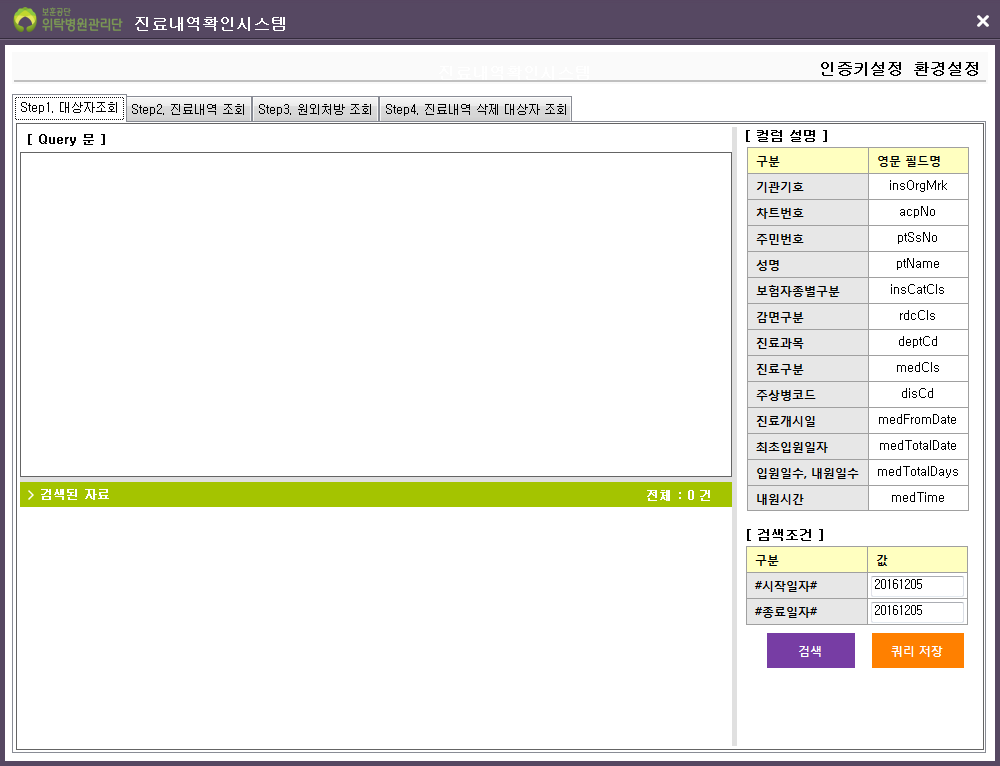 보훈공단
위탁병원관리단 진료내역확인시스템
진료내역확인시스템
인증키설정 환경설정
Step1. 대상자조회 Step2. 진료내역 조회 Step3. 원외처방 조회 Step4. 진료내역 삭제 대상자 조회
[ Query 문 ]
> 검색된 자료 전체 : 0 건
[ 컬럼 설명 ]
구분 영문 필드명
기관기호 insOrgMrk
차트번호 acpNo
주민번호 ptSsNo
성명 ptName
보험자종별구분 insCatCls
감면구분 rdcCls
진료과목 deptCd
진료구분 medCls
주상병코드 disCd
진료개시일 medFromDate
최초입원일자 medTotalDate
입원일수, 내원일수 medTotalDays
내원시간 medTime
[ 검색조건 ]
구분 값
#시작일자# 20161205
#종료일자# 20161205
검색 쿼리 저장